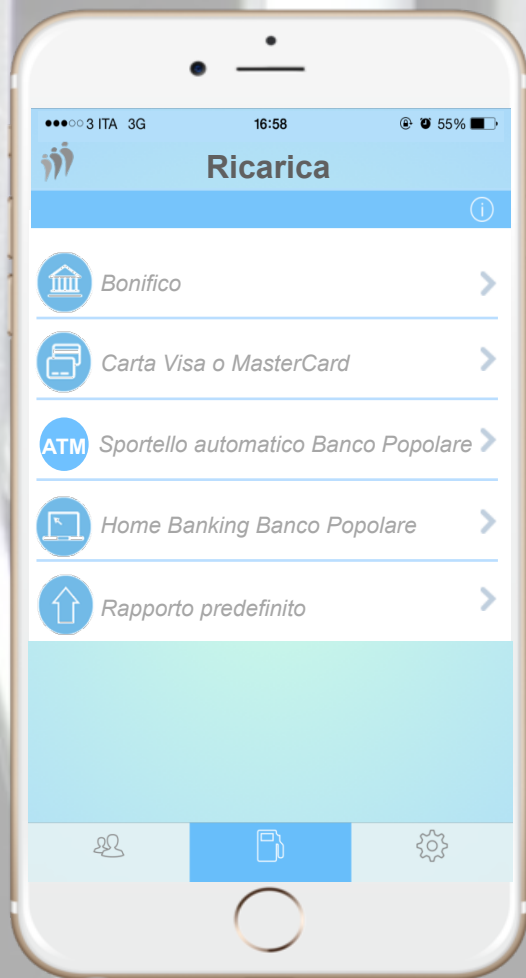 3 ITA 3G 16:58 55%
Ricarica
Bonifico
Carta Visa o MasterCard
ATM Sportello automatico Banco Popolare
Home Banking Banco Popolare
Rapporto predefinito